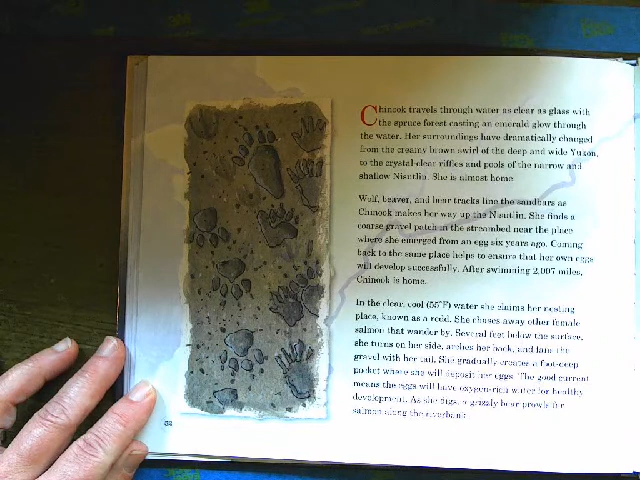 Chinook travels through water as clear as glass with
the spruce forest casting an emerald glow through
the water. Her surroundings have dramatically changed
from the creamy brown swirl of the deep and wide Yukon,
to the crystal-clear riffles and pools of the narrow and
shallow Nisutlin. She is almost home.
Wolf, beaver, and bear tracks line the sandbars as
Chinook makes her way up the Nisutlin. She finds a
coarse gravel patch in the streambed near the place
where she emerged from an egg six years ago. Coming
back to the same place helps to ensure that her own eggs
will develop successfully. After swimming 2,007 miles,
Chinook is home.
In the clear, cool (55°F) water she claims her nesting
place, known as a redd. She chases away other female
salmon that wander by. Several feet below the surface,
she turns on her side, arches her back, and fans the
gravel with her tail. She gradually creates a foot-deep
pocket where she will deposit her eggs. The good current
means the eggs will have oxygen-rich water for healthy
development. As she digs, a grizzly bear prowls for
salmon along the riverbank.
32